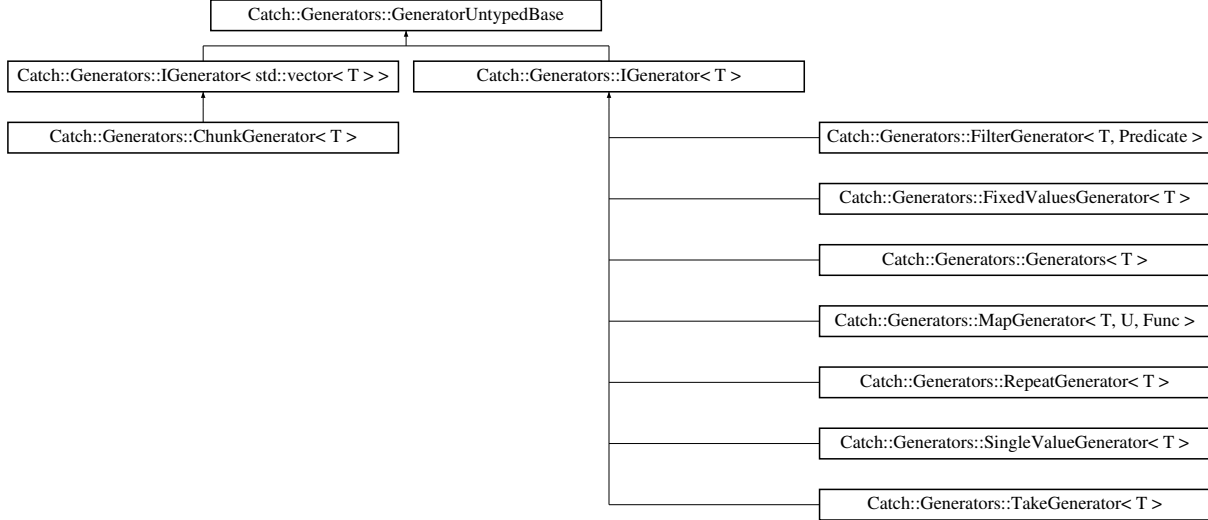 Catch::Generators::GeneratorUntypedBase
Catch::Generators::IGenerator< std::vector< T > >
Catch::Generators::IGenerator< T >
Catch::Generators::ChunkGenerator< T >
Catch::Generators::FilterGenerator< T, Predicate >
Catch::Generators::FixedValuesGenerator< T >
Catch::Generators::Generators< T >
Catch::Generators::MapGenerator< T, U, Func >
Catch::Generators::RepeatGenerator< T >
Catch::Generators::SingleValueGenerator< T >
Catch::Generators::TakeGenerator< T >